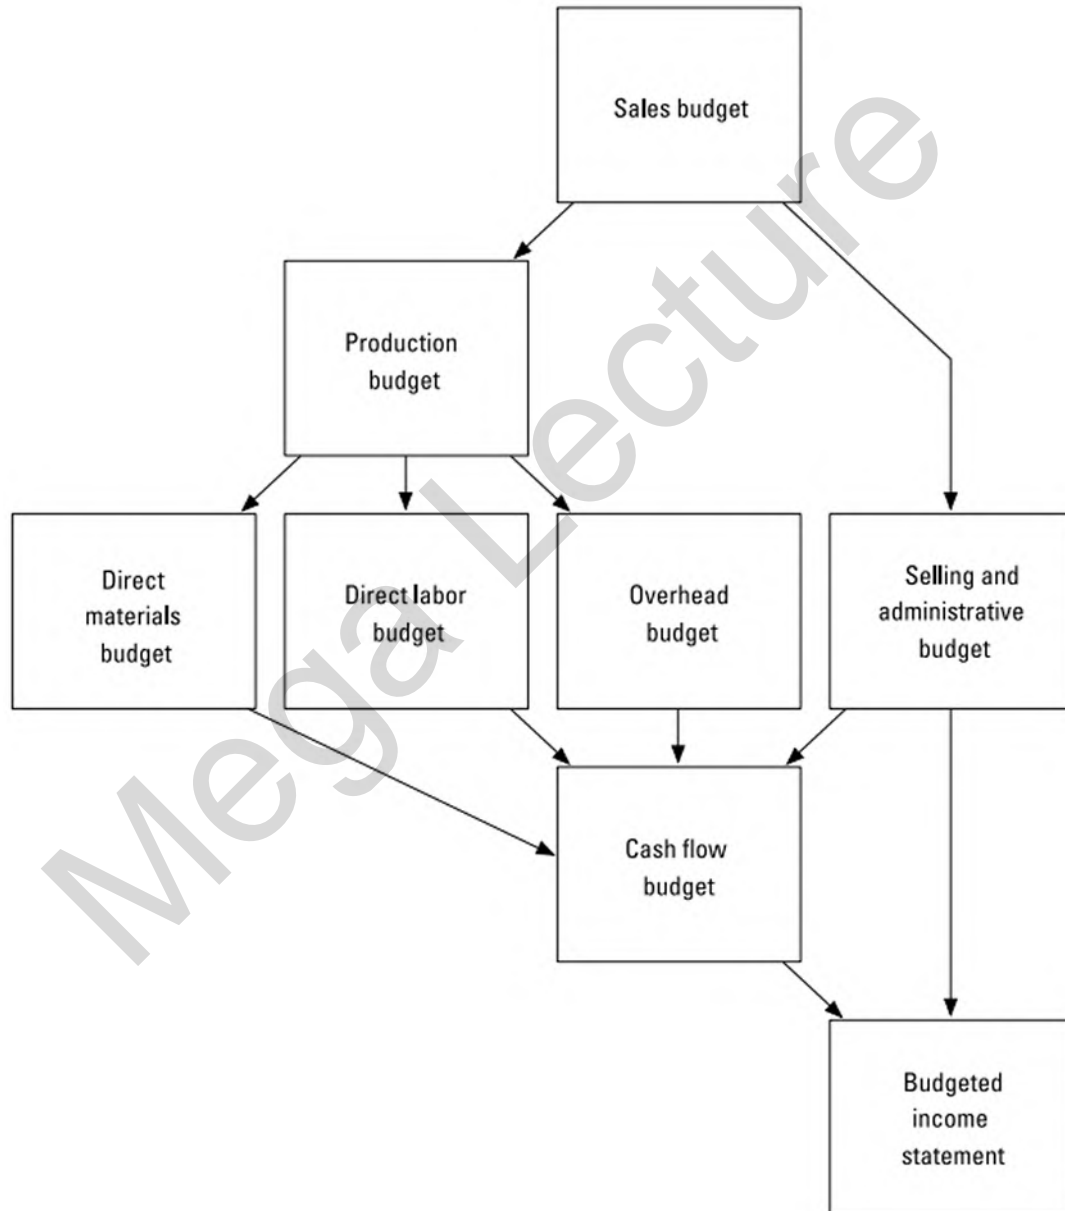 Sales budget
Production
budget
Direct
materials
budget
Direct labor
budget
Overhead
budget
Selling and
administrative
budget
Cash flow
budget
Budgeted
income
statement
Mega Lecture